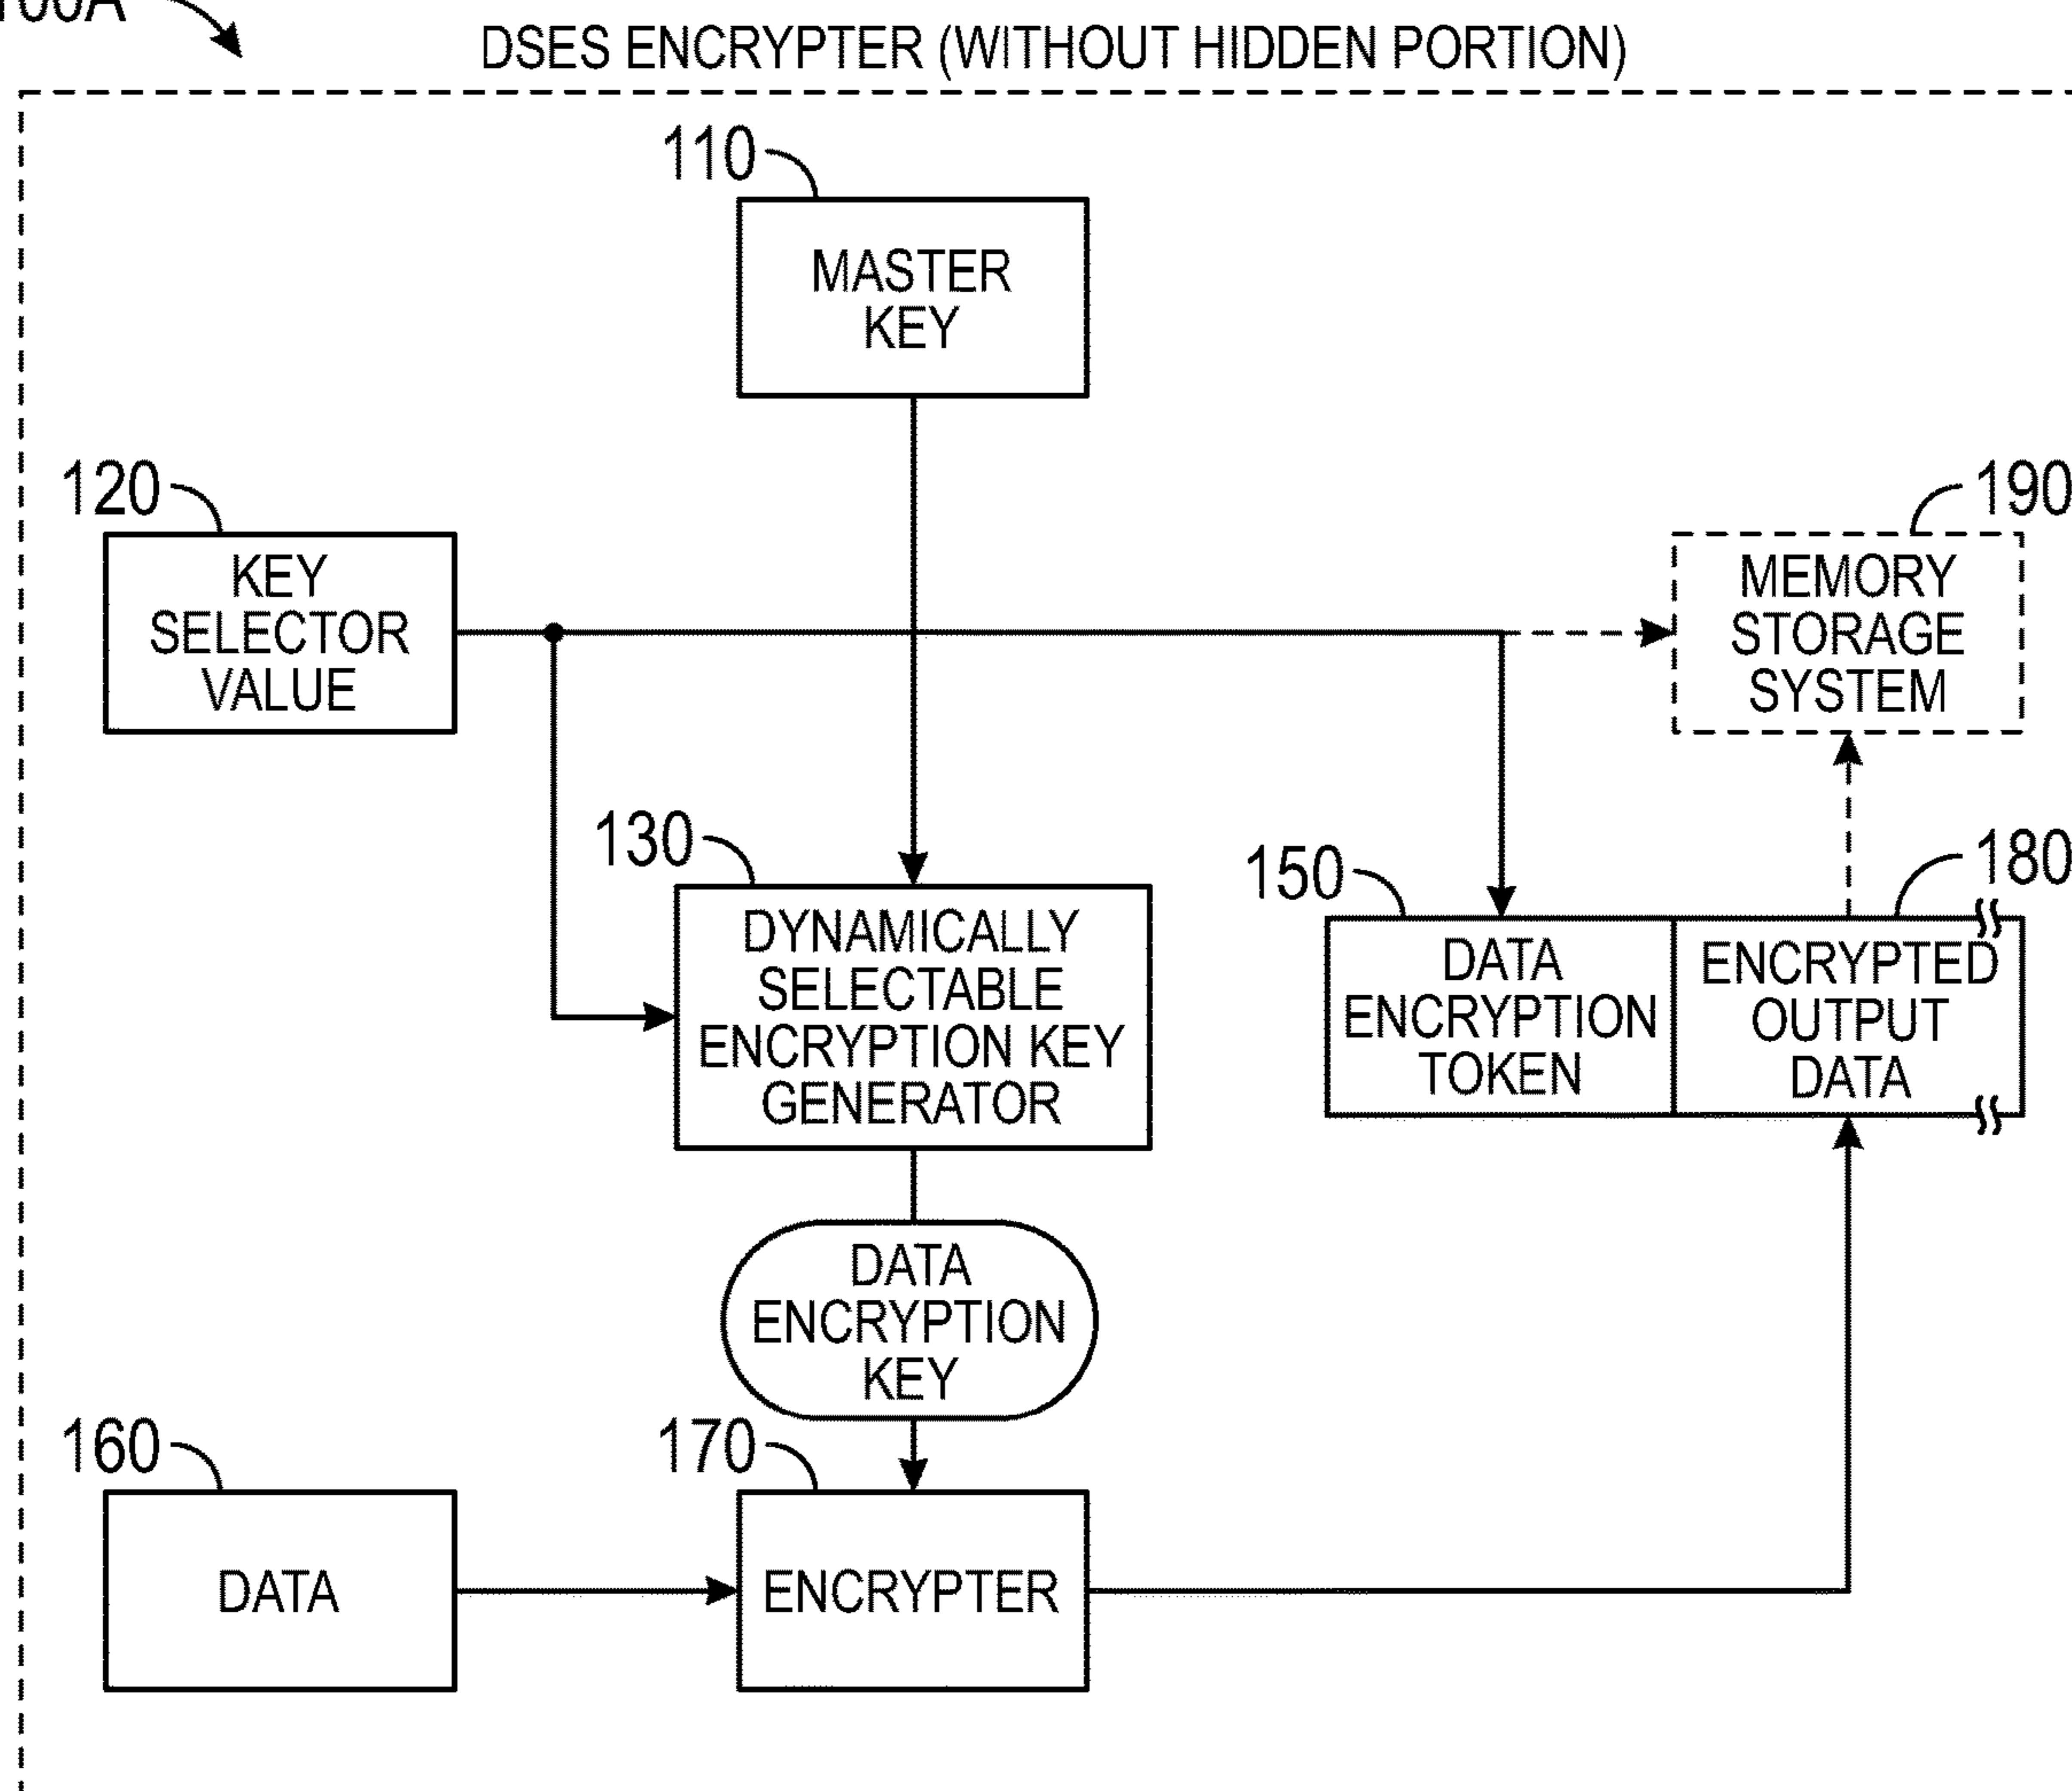 100A
DSES ENCRYPTER (WITHOUT HIDDEN PORTION)
110
MASTER
KEY
120
KEY
SELECTOR
VALUE
190
MEMORY
STORAGE
SYSTEM
130
DYNAMICALLY
SELECTABLE
ENCRYPTION KEY
GENERATOR
150
DATA
ENCRYPTION
TOKEN
180
ENCRYPTED
OUTPUT
DATA
DATA
ENCRYPTION
KEY
160
DATA
170
ENCRYPTER